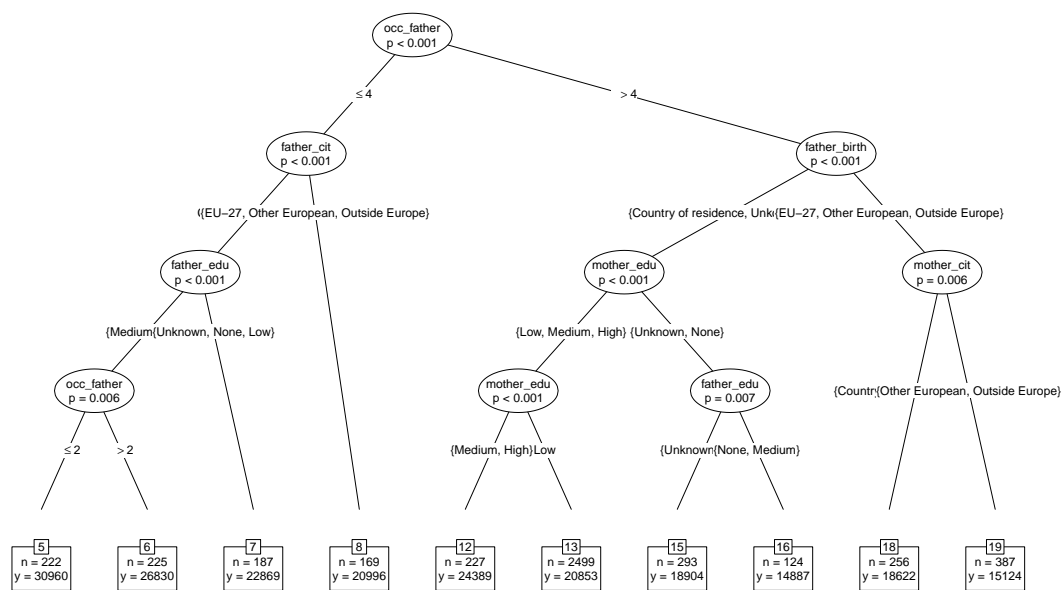 occ_father
p < 0.001
≤ 4
> 4
father_cit
p < 0.001
father_birth
p < 0.001
{EU−27, Other European, Outside Europe}
{Country of residence,
{EU−27, Other European, Outside Europe}
father_edu
p < 0.001
mother_edu
p < 0.001
mother_cit
p = 0.006
{Medium
{Unknown, None, Low}
{Low, Medium, High}
{Unknown, None}
occ_father
p = 0.006
mother_edu
p < 0.001
father_edu
p = 0.007
{Other European, Outside Europe}
≤ 2
> 2
{Medium, High}
Low
{Unknown
{None, Medium}
5
n = 222
y = 30960
6
n = 225
y = 26830
7
n = 187
y = 22869
8
n = 169
y = 20996
12
n = 227
y = 24389
13
n = 2499
y = 20853
15
n = 293
y = 18904
16
n = 124
y = 14887
18
n = 256
y = 18622
19
n = 387
y = 15124